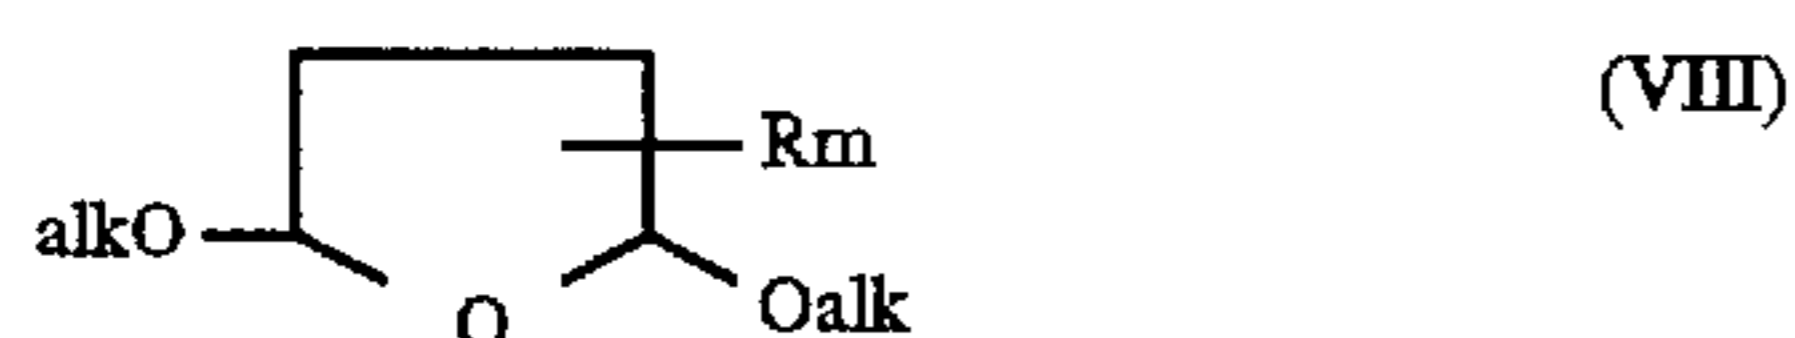 (VIII)
Rm
alkO
Oalk
O